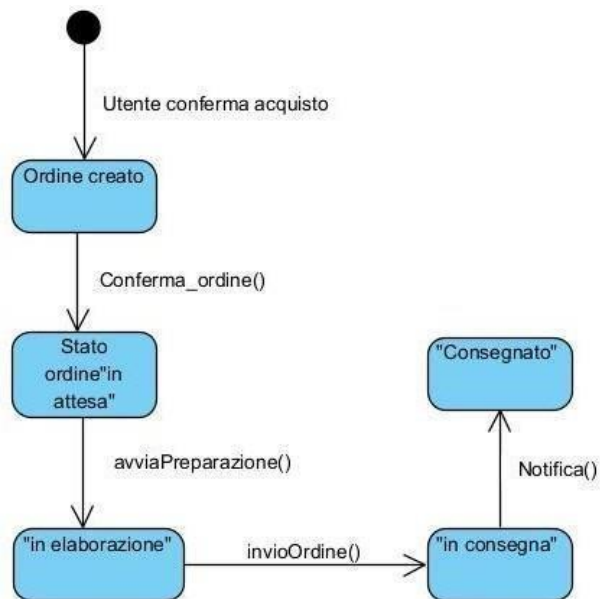 Utente conferma acquisto
Ordine creato
Conferma_ordine()
Stato
ordine"in
attesa"
"Consegnato"
avviaPreparazione()
Notifica()
"in elaborazione"
invioOrdine()
"in consegna"